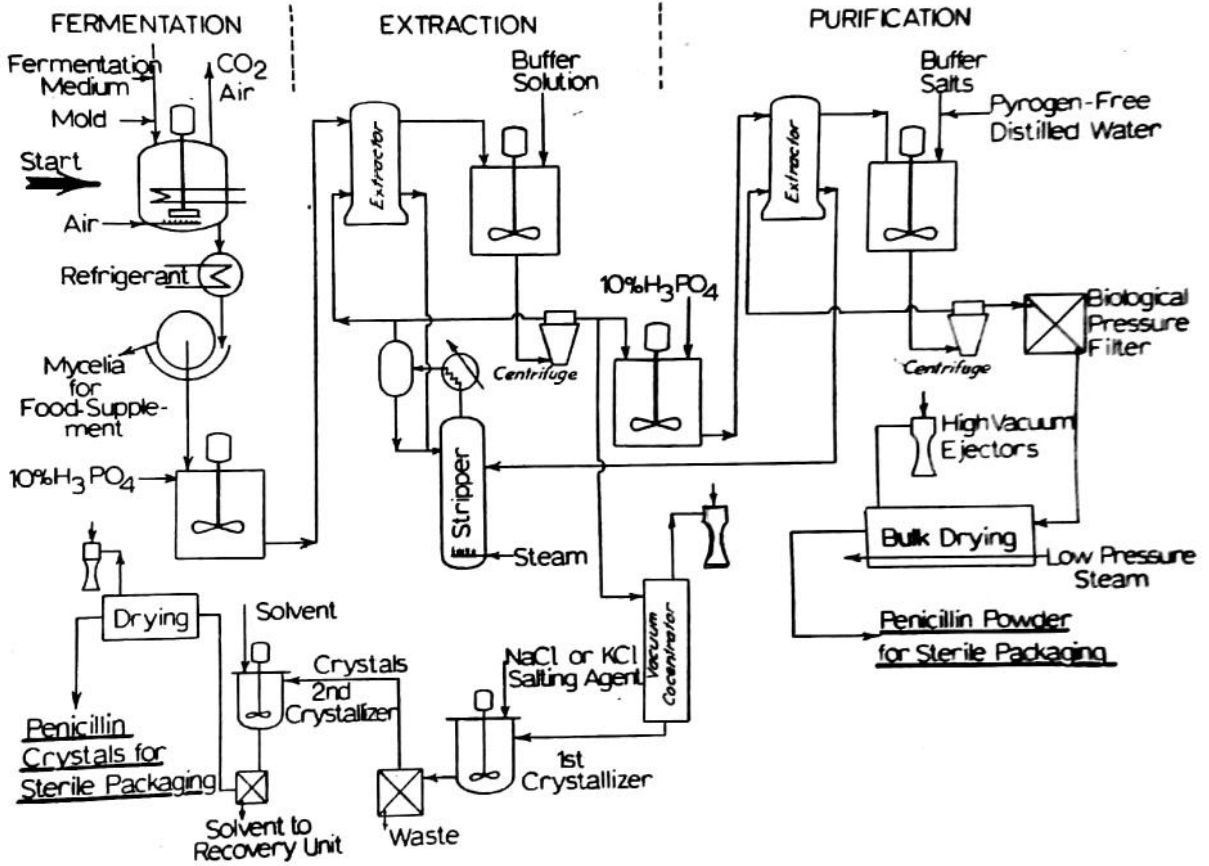 FERMENTATION
EXTRACTION
PURIFICATION
Fermentation
Medium
Mold
CO2
Air
Start
Air
Refrigerant
Mycelia
for
Food-Supple-
ment
10%H3PO4
Extractor
Buffer
Solution
Centrifuge
Stripper
Steam
10%H3PO4
Extractor
Buffer
Salts
Pyrogen-Free
Distilled Water
Centrifuge
Biological
Pressure
Filter
High Vacuum
Ejectors
Bulk Drying
Low Pressure
Steam
Penicillin Powder
for Sterile Packaging
Vacuum
Cocentrator
NaCl or KCl
Salting Agent
1st
Crystallizer
Waste
Crystals
2nd
Crystallizer
Solvent
Drying
Penicillin
Crystals for
Sterile Packaging
Solvent to
Recovery Unit